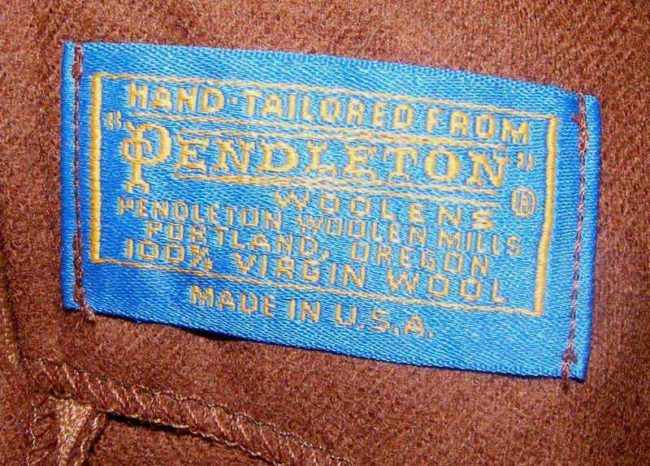 HAND-TAILORED FROM
"PENDLETON" ®
WOOLENS
PENDLETON WOOLEN MILLS
PORTLAND, OREGON
100% VIRGIN WOOL
MADE IN U.S.A.